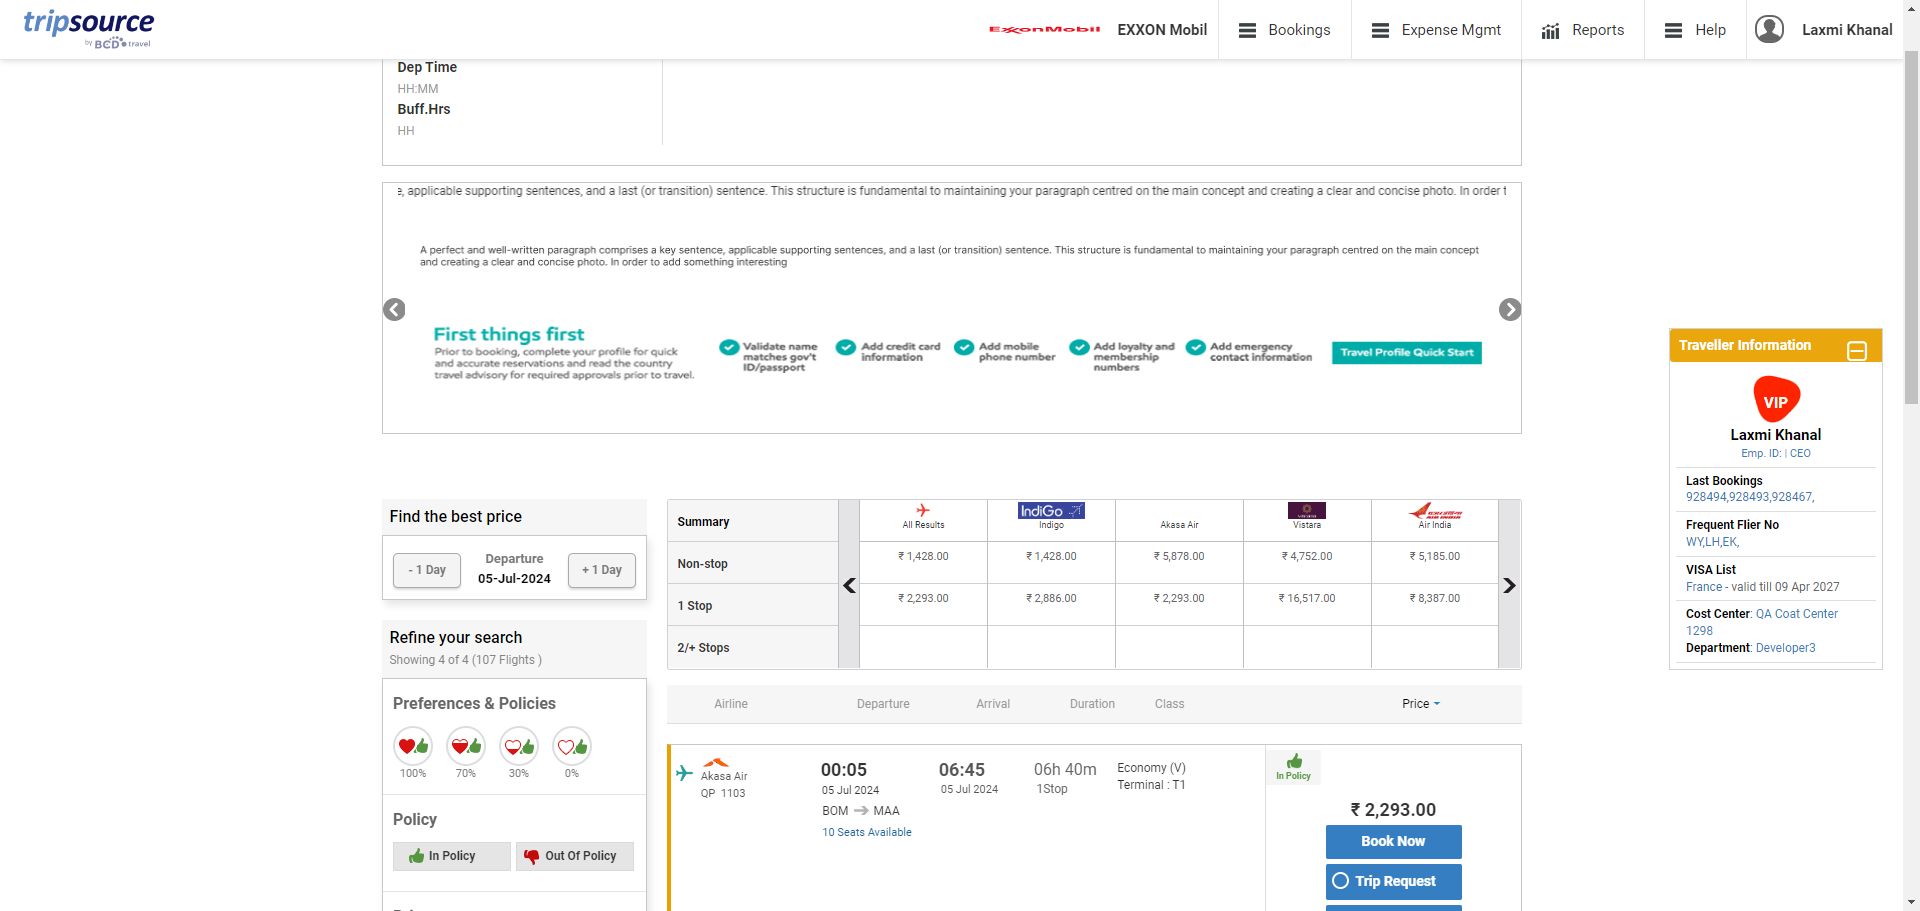 tripsource
by BCD travel
ExxonMobil
EXXON Mobil
Bookings
Expense Mgmt
Reports
Help
Laxmi Khanal
Dep Time
HH:MM
Buff.Hrs
HH
e, applicable supporting sentences, and a last (or transition) sentence. This structure is fundamental to maintaining your paragraph centred on the main concept and creating a clear and concise photo. In order
A perfect and well-written paragraph comprises a key sentence, applicable supporting sentences, and a last (or transition) sentence. This structure is fundamental to maintaining your paragraph centred on the main concept
and creating a clear and concise photo. In order to add something interesting
First things first
Prior to booking, complete your profile for quick
and accurate reservations and read the country
travel advisory for required approvals prior to travel.
Validate name
matches gov't
ID/passport
Add credit card
information
Add mobile
phone number
Add loyalty and
membership
numbers
Add emergency
contact information
Travel Profile Quick Start
Traveller Information
VIP
Laxmi Khanal
Emp. ID: | CEO
Last Bookings
928494,928493,928467,
Frequent Flier No
WY,LH,EK,
VISA List
France - valid till 09 Apr 2027
Cost Center: QA Coat Center
1298
Department: Developer3
Find the best price
- 1 Day
Departure
05-Jul-2024
+ 1 Day
Refine your search
Showing 4 of 4 (107 Flights )
Preferences & Policies
100%
70%
30%
0%
Policy
In Policy
Out Of Policy
Summary
All Results
IndiGo
Indigo
Akasa Air
Vistara
Air India
Non-stop
₹ 1,428.00
₹ 1,428.00
₹ 5,878.00
₹ 4,752.00
₹ 5,185.00
1 Stop
₹ 2,293.00
₹ 2,886.00
₹ 2,293.00
₹ 16,517.00
₹ 8,387.00
2/+ Stops
Airline
Departure
Arrival
Duration
Class
Price
Akasa Air
QP 1103
00:05
05 Jul 2024
BOM
MAA
10 Seats Available
06:45
05 Jul 2024
06h 40m
1Stop
Economy (V)
Terminal : T1
In Policy
₹ 2,293.00
Book Now
Trip Request